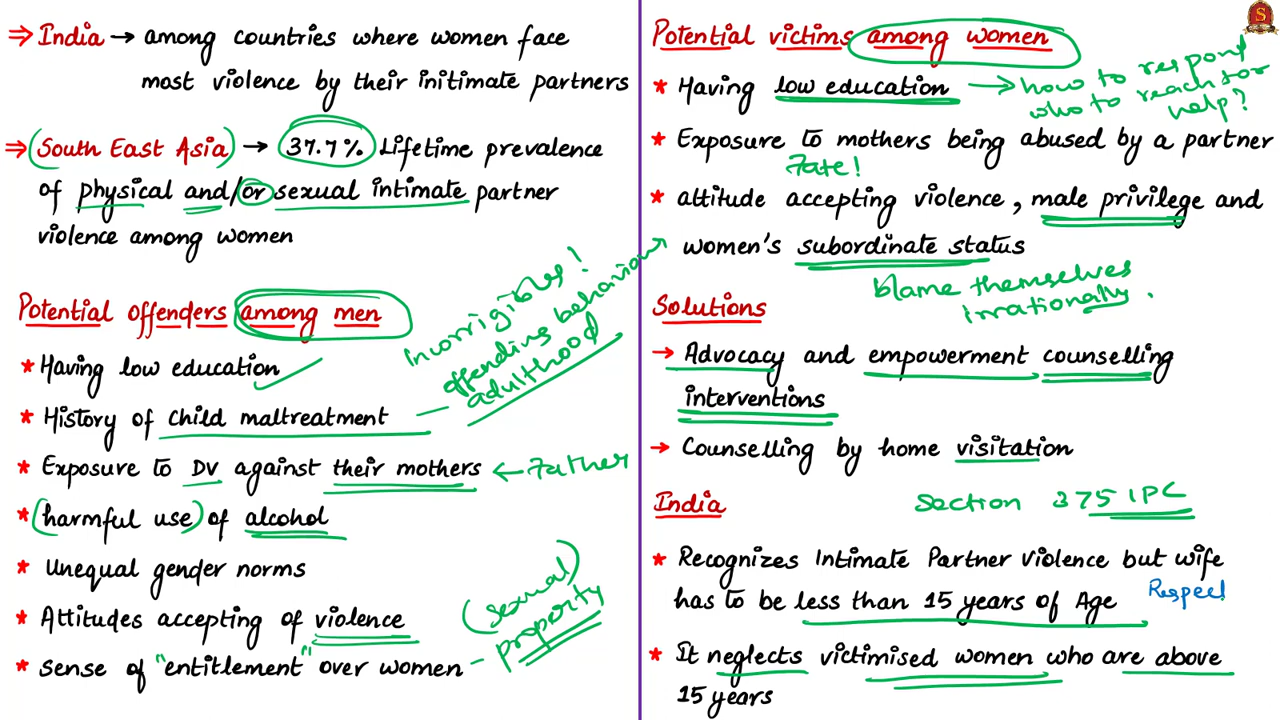 ⇒ India → among countries where women face
most violence by their initimate partners
⇒ (South East Asia) → 37.7% Lifetime prevalence
of physical and/or sexual intimate partner
violence among women
Potential offenders among men
* Having low education
* History of child maltreatment
incorrigibles!
offending behaviour
adulthood
* Exposure to DV against their mothers ← Father
* (harmful use) of alcohol
* Unequal gender norms
* Attitudes accepting of violence
* sense of "entitlement" over women - (sexual)
property
S
Potential victims among women
* Having low education → how to respond
who to reach for
help?
* Exposure to mothers being abused by a partner
Fate!
* attitude accepting violence, male privilege and
women's subordinate status
blame themselves
irrationally.
Solutions
→ Advocacy and empowerment counselling
interventions
→ Counselling by home visitation
India Section 375 IPC
* Recognizes Intimate Partner violence but wife
has to be less than 15 years of Age Respect
* It neglects victimised women who are above
15 years